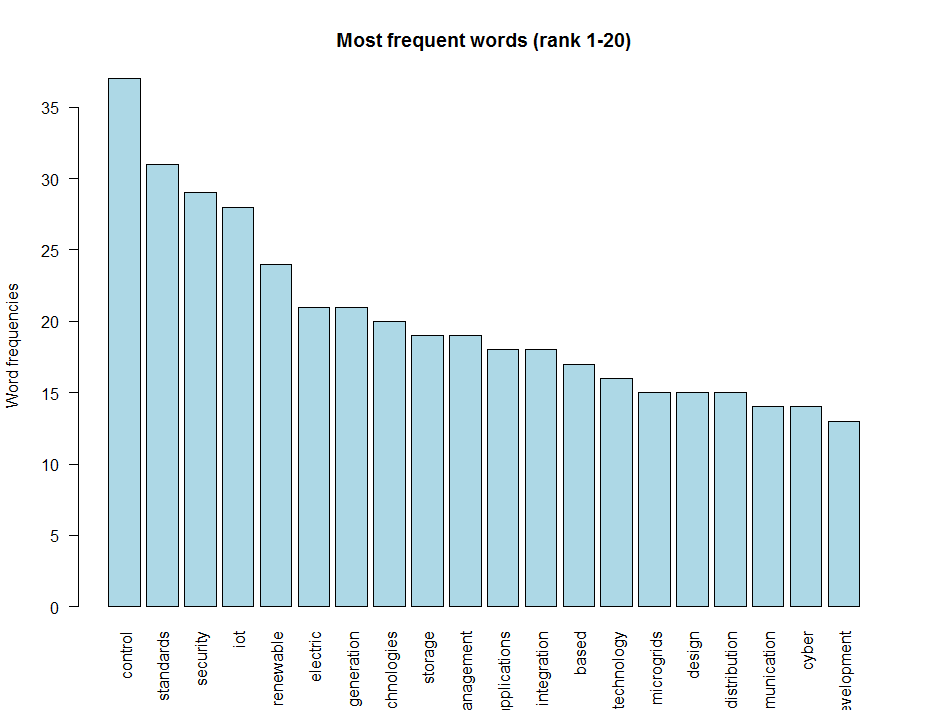 Most frequent words (rank 1-20)
Word frequencies
35
30
25
20
15
10
5
0
control
standards
security
iot
renewable
electric
generation
chnologies
storage
anagement
applications
integration
based
technology
microgrids
design
distribution
munication
cyber
evelopment